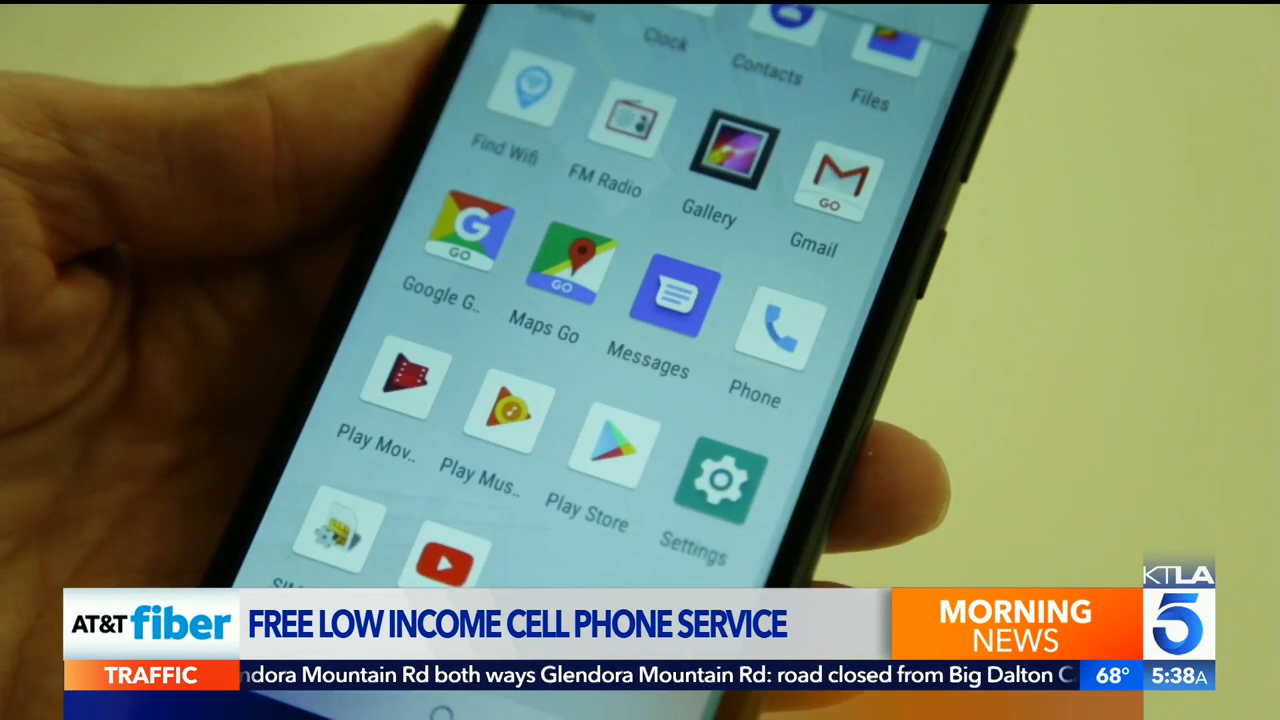 Clock
Contacts
Files
Find Wifi
FM Radio
Gallery
GO
Gmail
G
GO
Google G..
GO
Maps Go
Messages
Phone
Play Mov..
Play Mus..
Play Store
Settings
AT&T fiber
FREE LOW INCOME CELL PHONE SERVICE
MORNING
NEWS
KTLA
5
TRAFFIC
ndora Mountain Rd both ways Glendora Mountain Rd: road closed from Big Dalton C
68°
5:38A